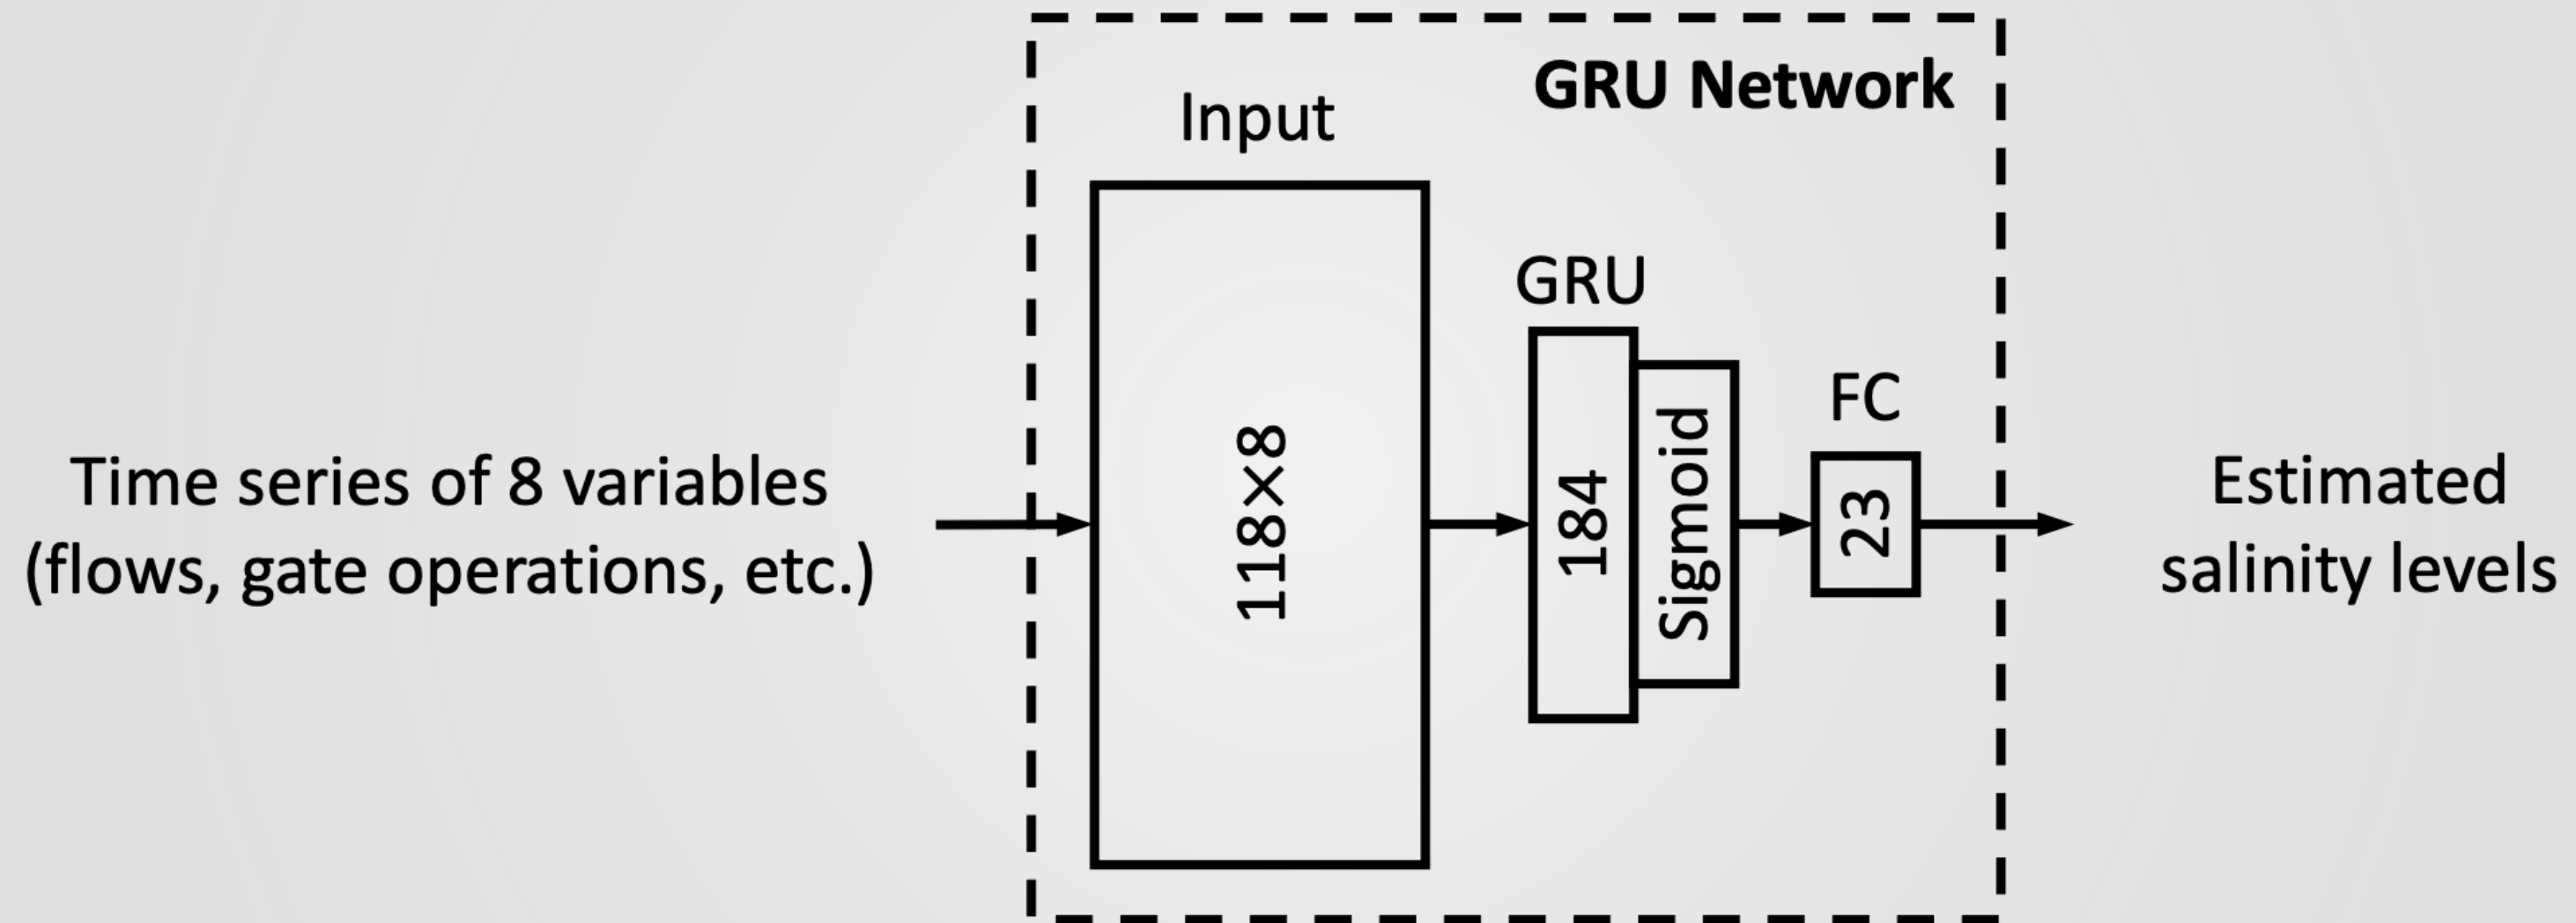 GRU Network
Input
GRU
FC
118×8
184
Sigmoid
23
Time series of 8 variables
(flows, gate operations, etc.)
Estimated
salinity levels